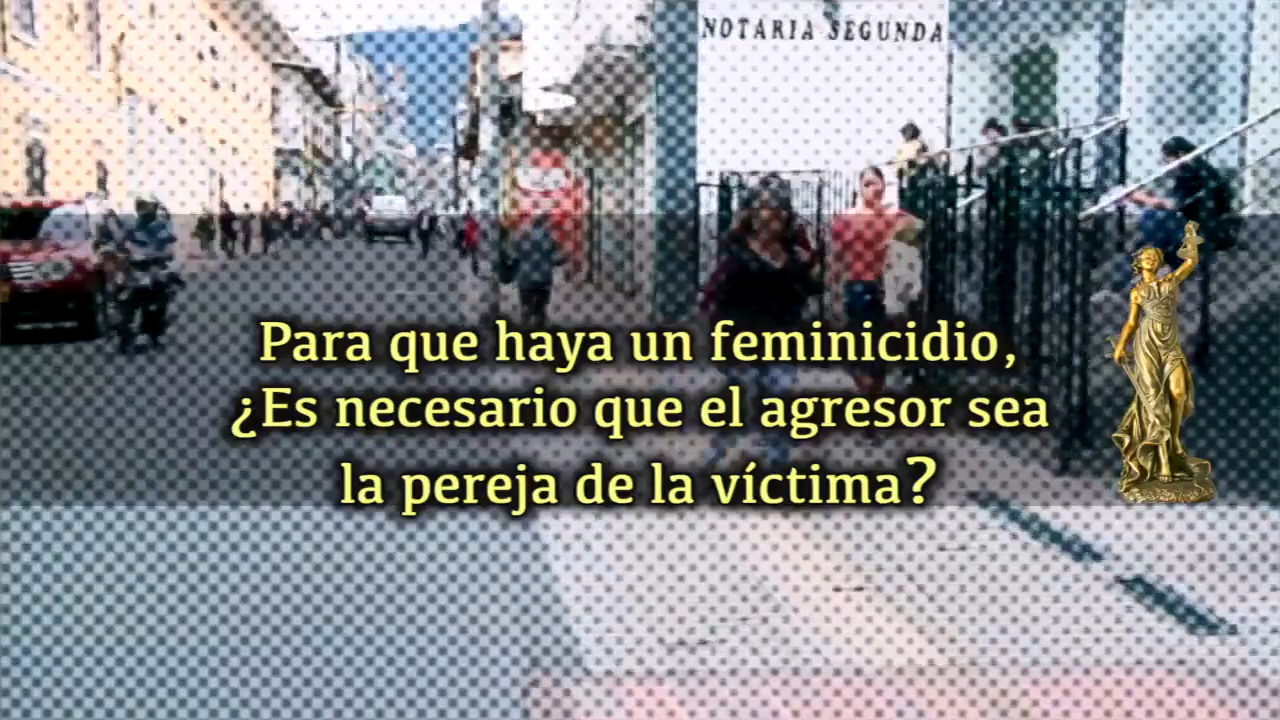 NOTARIA SEGUNDA
Para que haya un feminicidio,
¿Es necesario que el agresor sea
la pereja de la víctima?